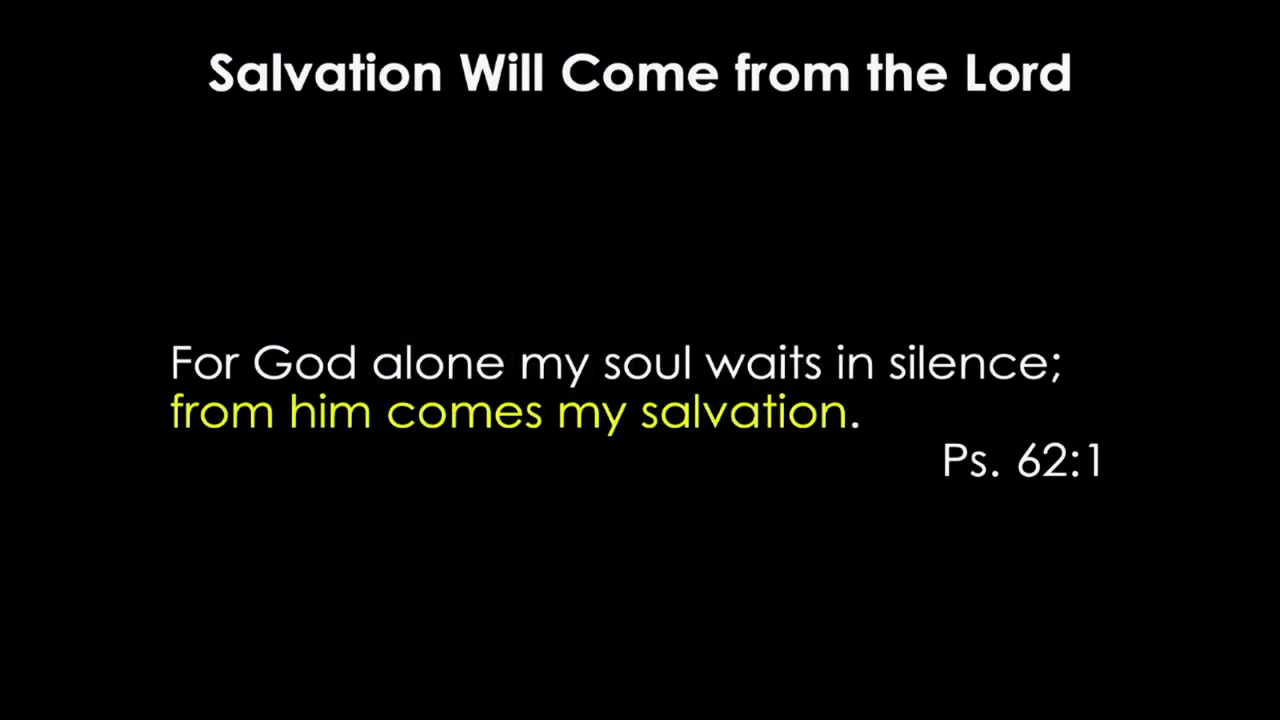 Salvation Will Come from the Lord
For God alone my soul waits in silence;
from him comes my salvation.
Ps. 62:1